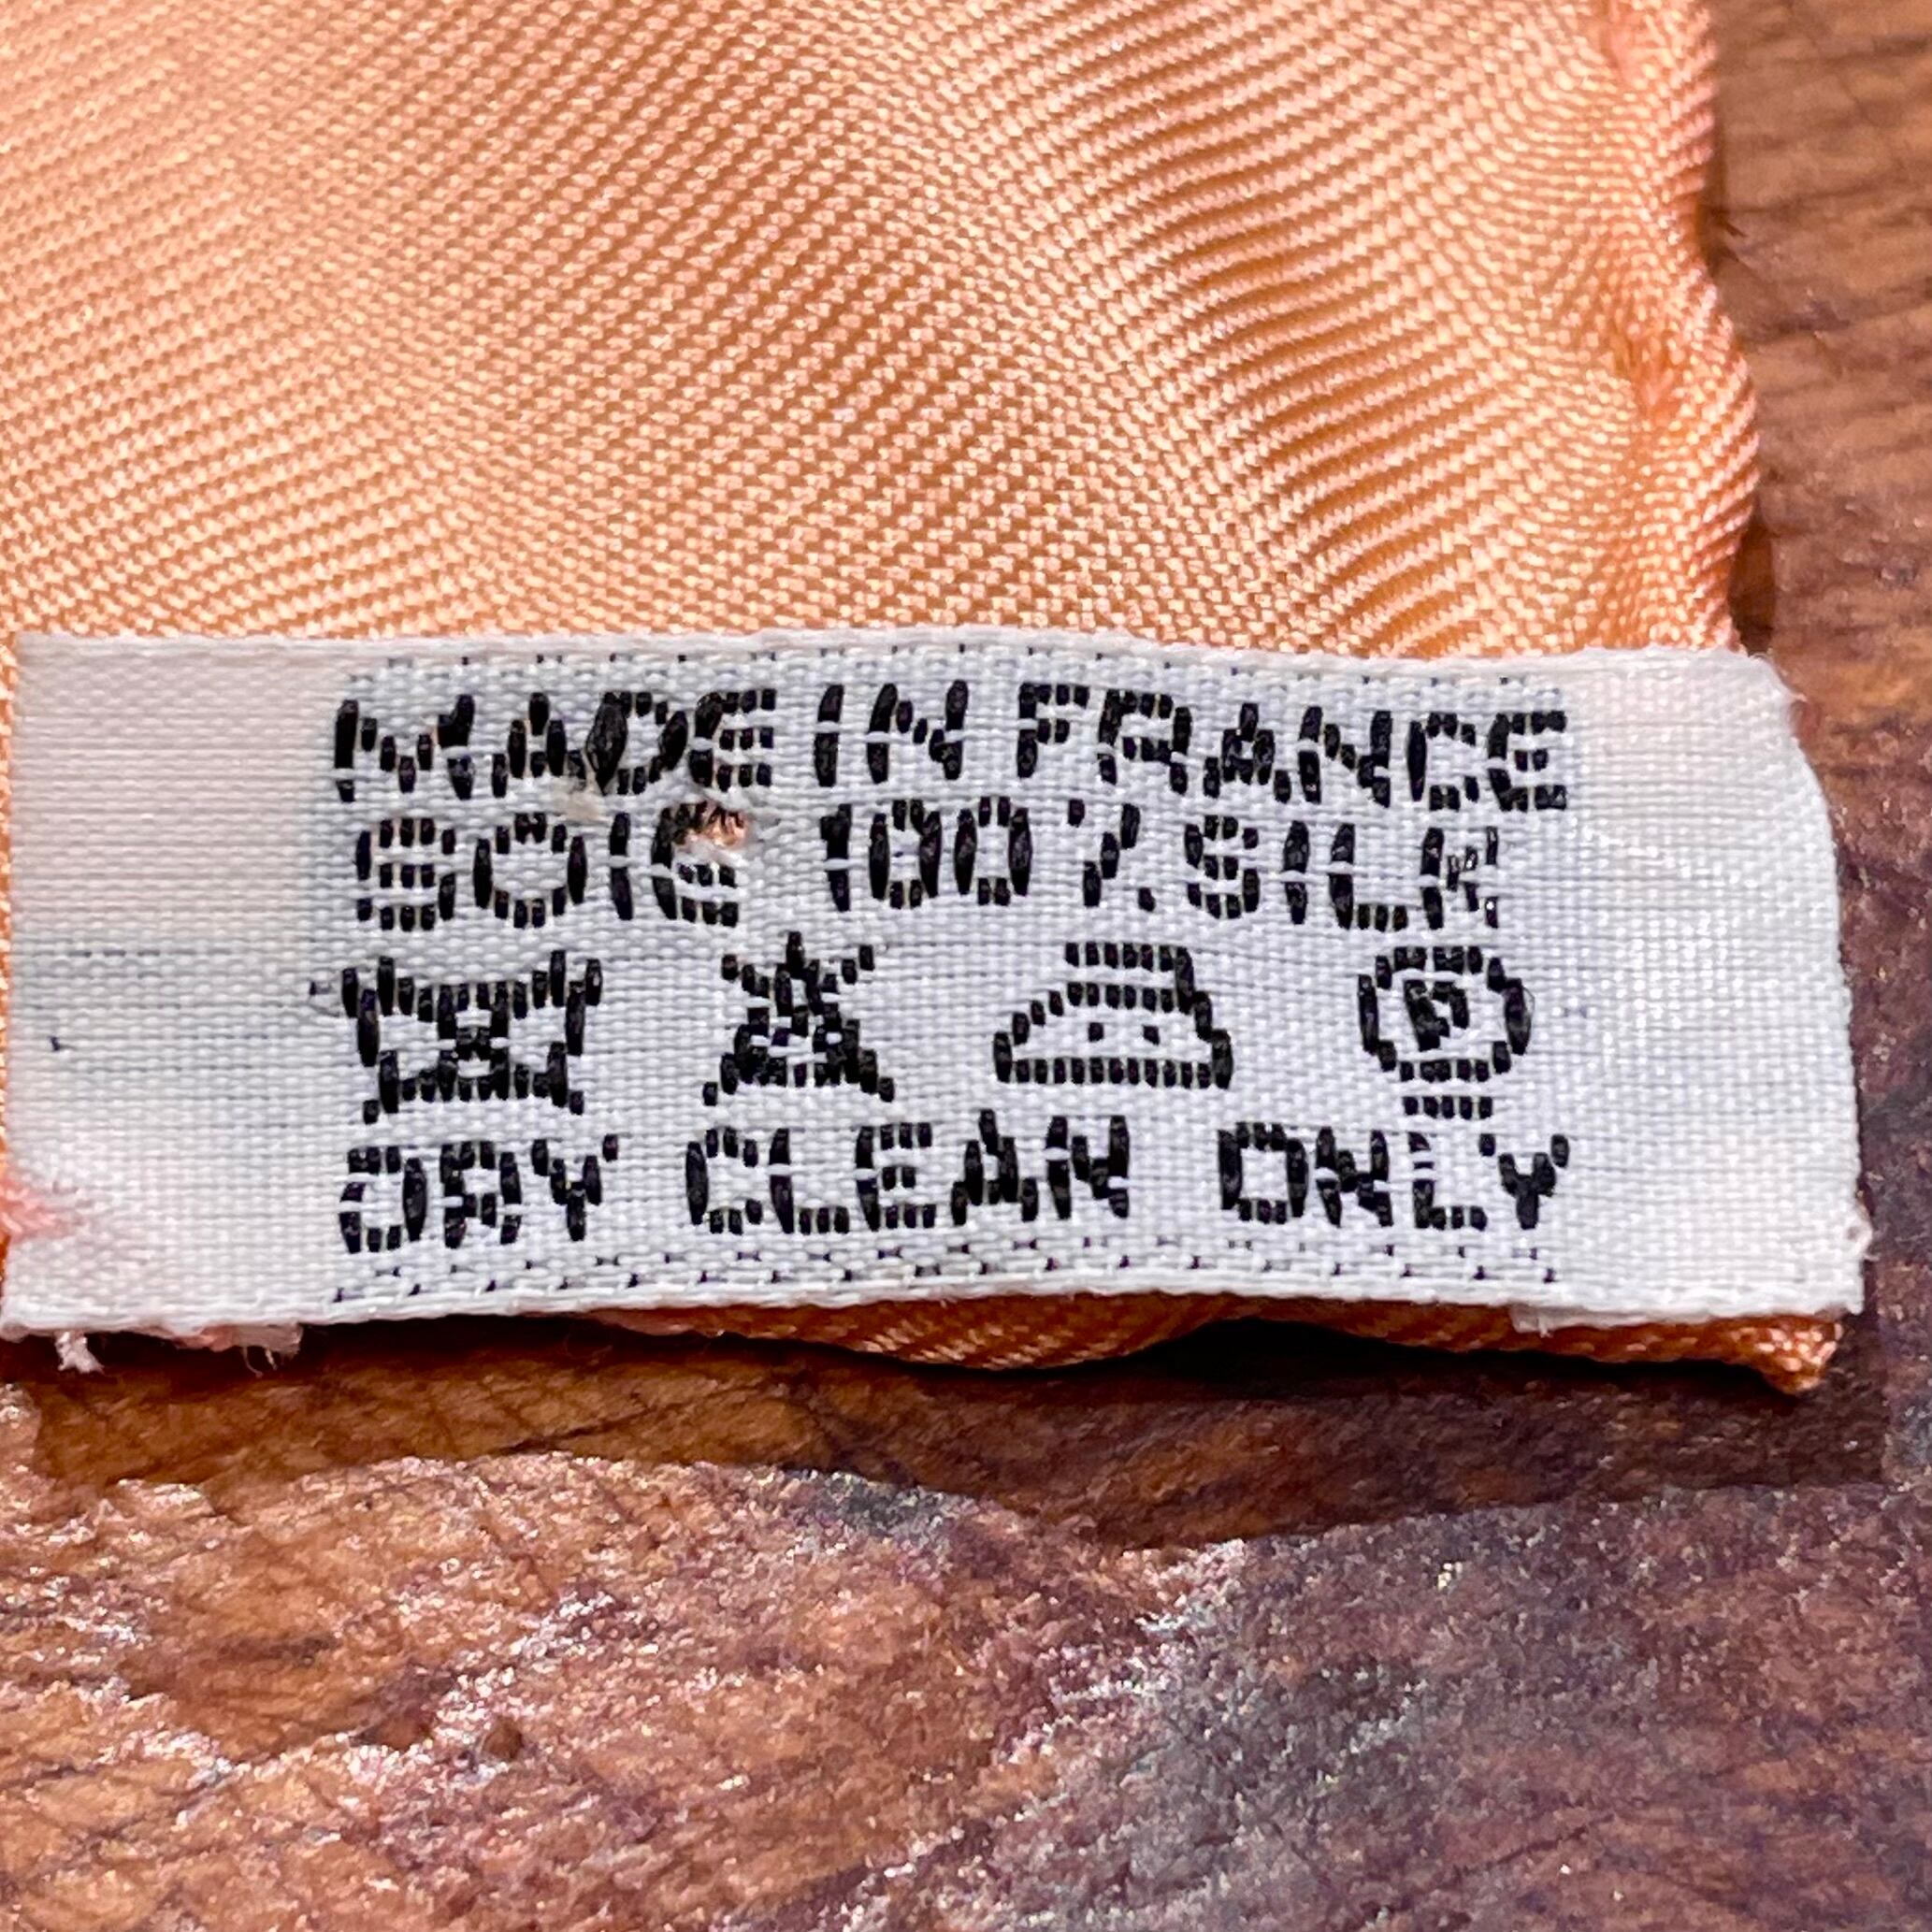 MADE IN FRANCE
SOIE 100% SILK
P
DRY CLEAN ONLY